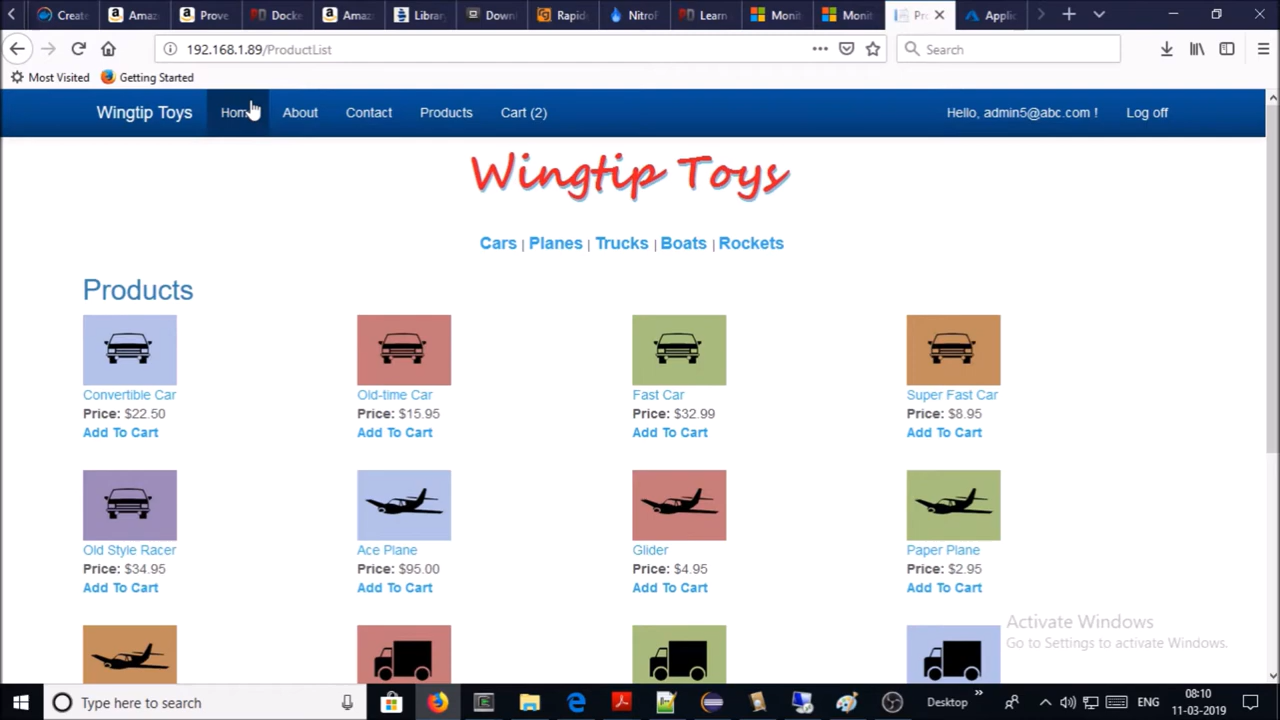 Create
Amaz
Prove
Docke
Amaz
Librar
Down
Rapid
NitroF
Learn
Monit
Monit
Pr
Applic
192.168.1.89/ProductList
Search
Most Visited
Getting Started
Wingtip Toys
Home
About
Contact
Products
Cart (2)
Hello, admin5@abc.com !
Log off
Wingtip Toys
Cars | Planes | Trucks | Boats | Rockets
Products
Convertible Car
Price: $22.50
Add To Cart
Old-time Car
Price: $15.95
Add To Cart
Fast Car
Price: $32.99
Add To Cart
Super Fast Car
Price: $8.95
Add To Cart
Old Style Racer
Price: $34.95
Add To Cart
Ace Plane
Price: $95.00
Add To Cart
Glider
Price: $4.95
Add To Cart
Paper Plane
Price: $2.95
Add To Cart
Activate Windows
Go to Settings to activate Windows.
Type here to search
Desktop
ENG
08:10
11-03-2019